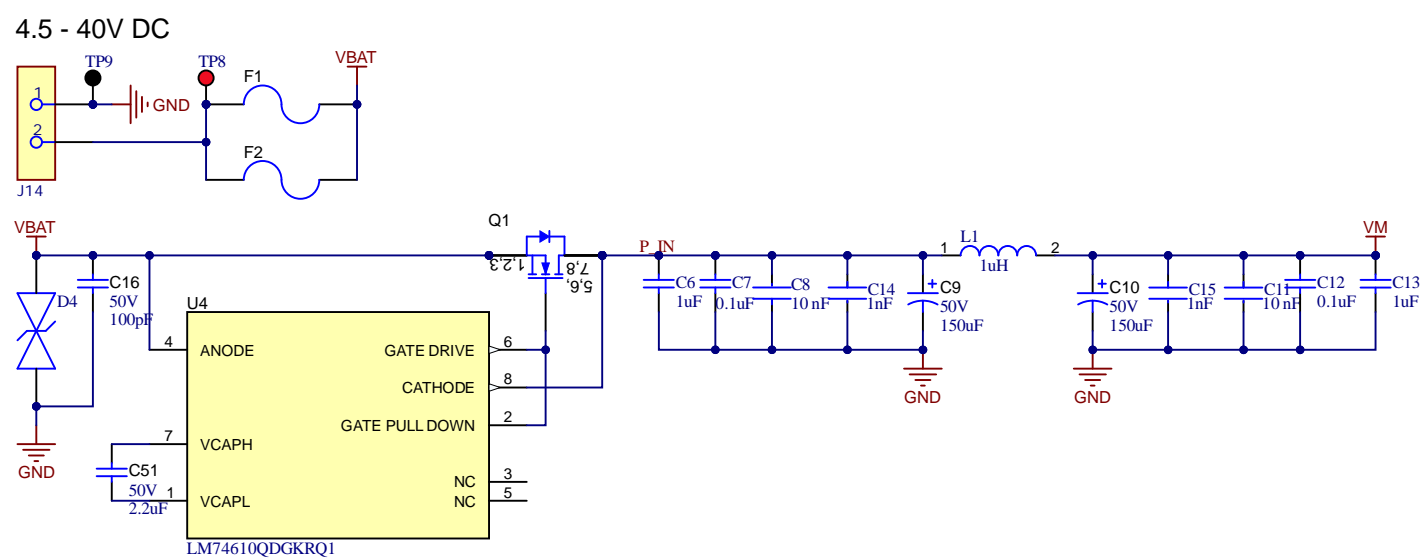 4.5 - 40V DC
TP9
TP8
F1
VBAT
1
GND
2
F2
J14
VBAT
Q1
1,2,3
5,6,
7,8
P_IN
1
L1
2
1uH
VM
D4
C16
50V
100pF
C6
1uF
C7
0.1uF
C8
10 nF
C14
1nF
C9
50V
150uF
C10
50V
150uF
C15
1nF
C11
10 nF
C12
0.1uF
C13
1uF
U4
4
ANODE
GATE DRIVE
6
CATHODE
8
GATE PULL DOWN
2
7
VCAPH
GND
GND
GND
C51
50V
2.2uF
1
VCAPL
NC
3
NC
5
LM74610QDGKRQ1